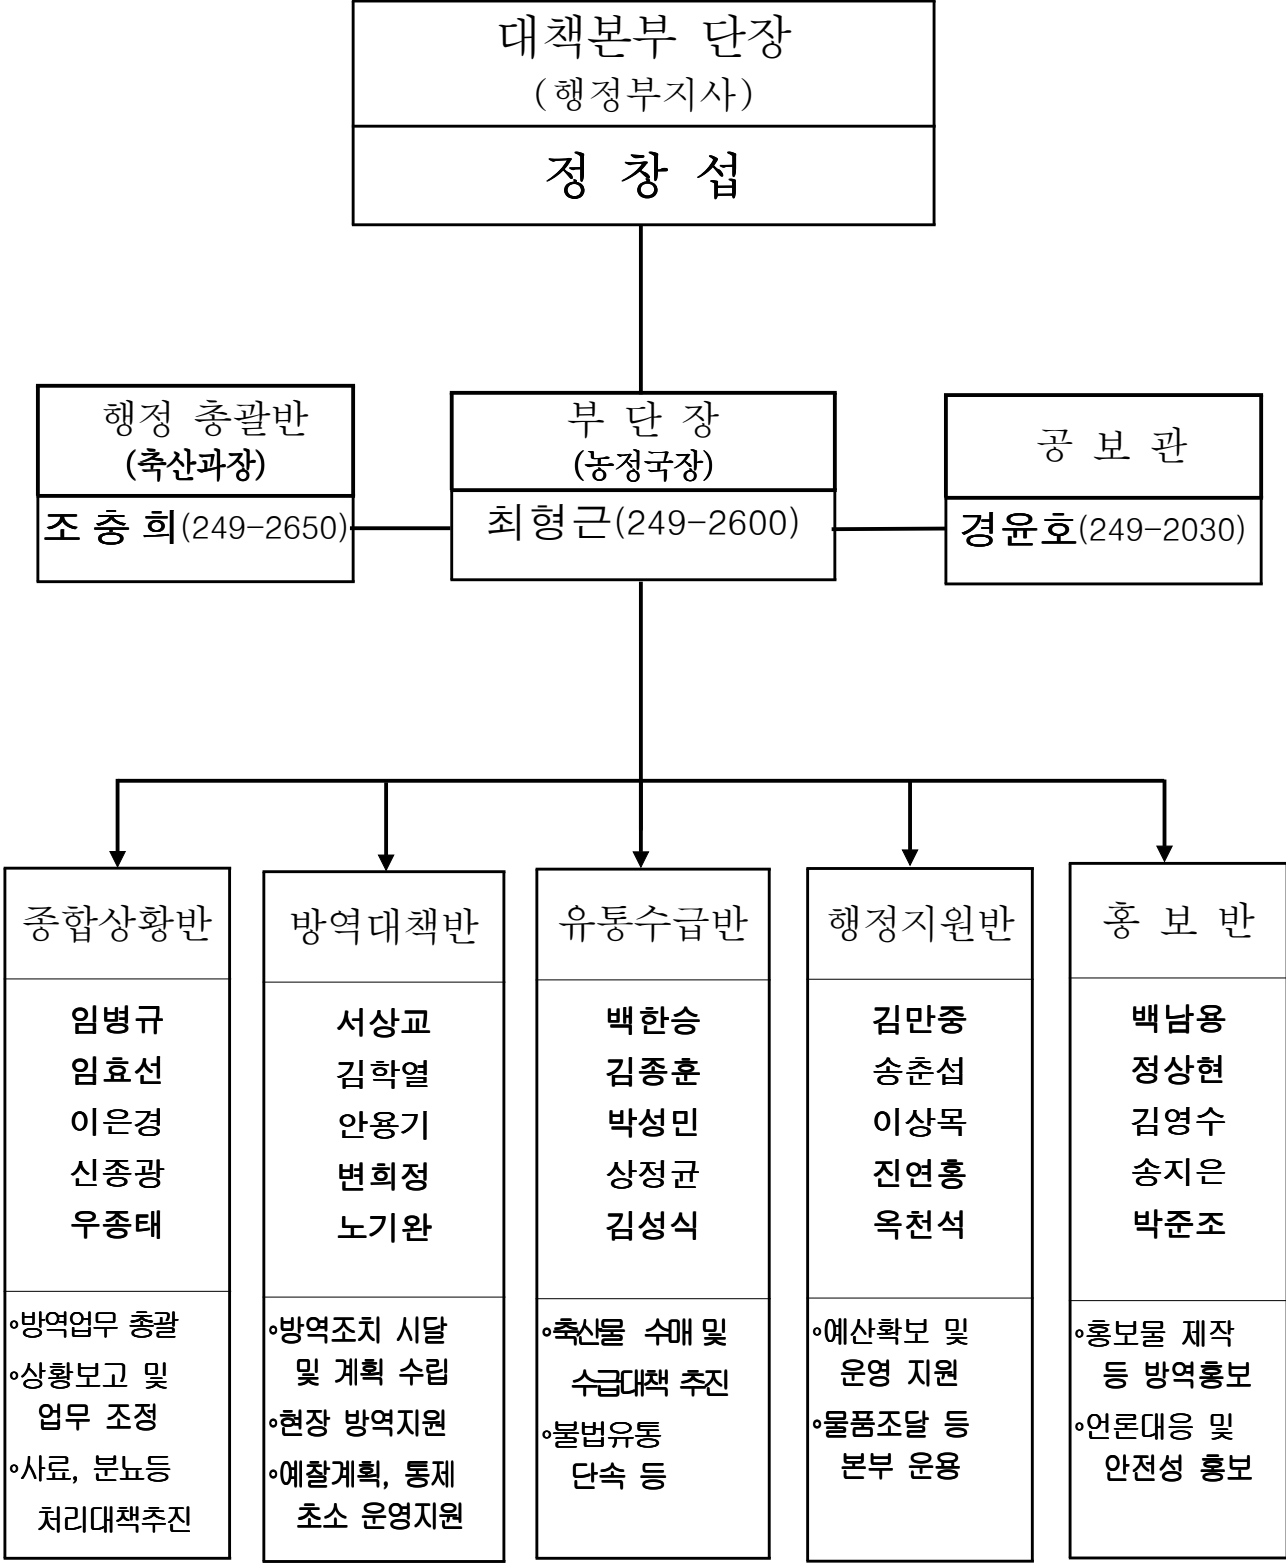 대책본부 단장
(행정부지사)
정 창 섭
행정 총괄반
(축산과장)
조 충 희(249-2650)
부 단 장
(농정국장)
최형근(249-2600)
공 보 관
경윤호(249-2030)
종합상황반
임병규
임효선
이은경
신종광
우종태
∘방역업무 총괄
∘상황보고 및
업무 조정
∘사료, 분뇨등
처리대책추진
방역대책반
서상교
김학열
안용기
변희정
노기완
∘방역조치 시달
및 계획 수립
∘현장 방역지원
∘예찰계획, 통제
초소 운영지원
유통수급반
백한승
김종훈
박성민
상정균
김성식
∘축산물 수매 및
수급대책 추진
∘불법유통
단속 등
행정지원반
김만중
송춘섭
이상목
진연홍
옥천석
∘예산확보 및
운영 지원
∘물품조달 등
본부 운용
홍 보 반
백남용
정상현
김영수
송지은
박준조
∘홍보물 제작
등 방역홍보
∘언론대응 및
안전성 홍보